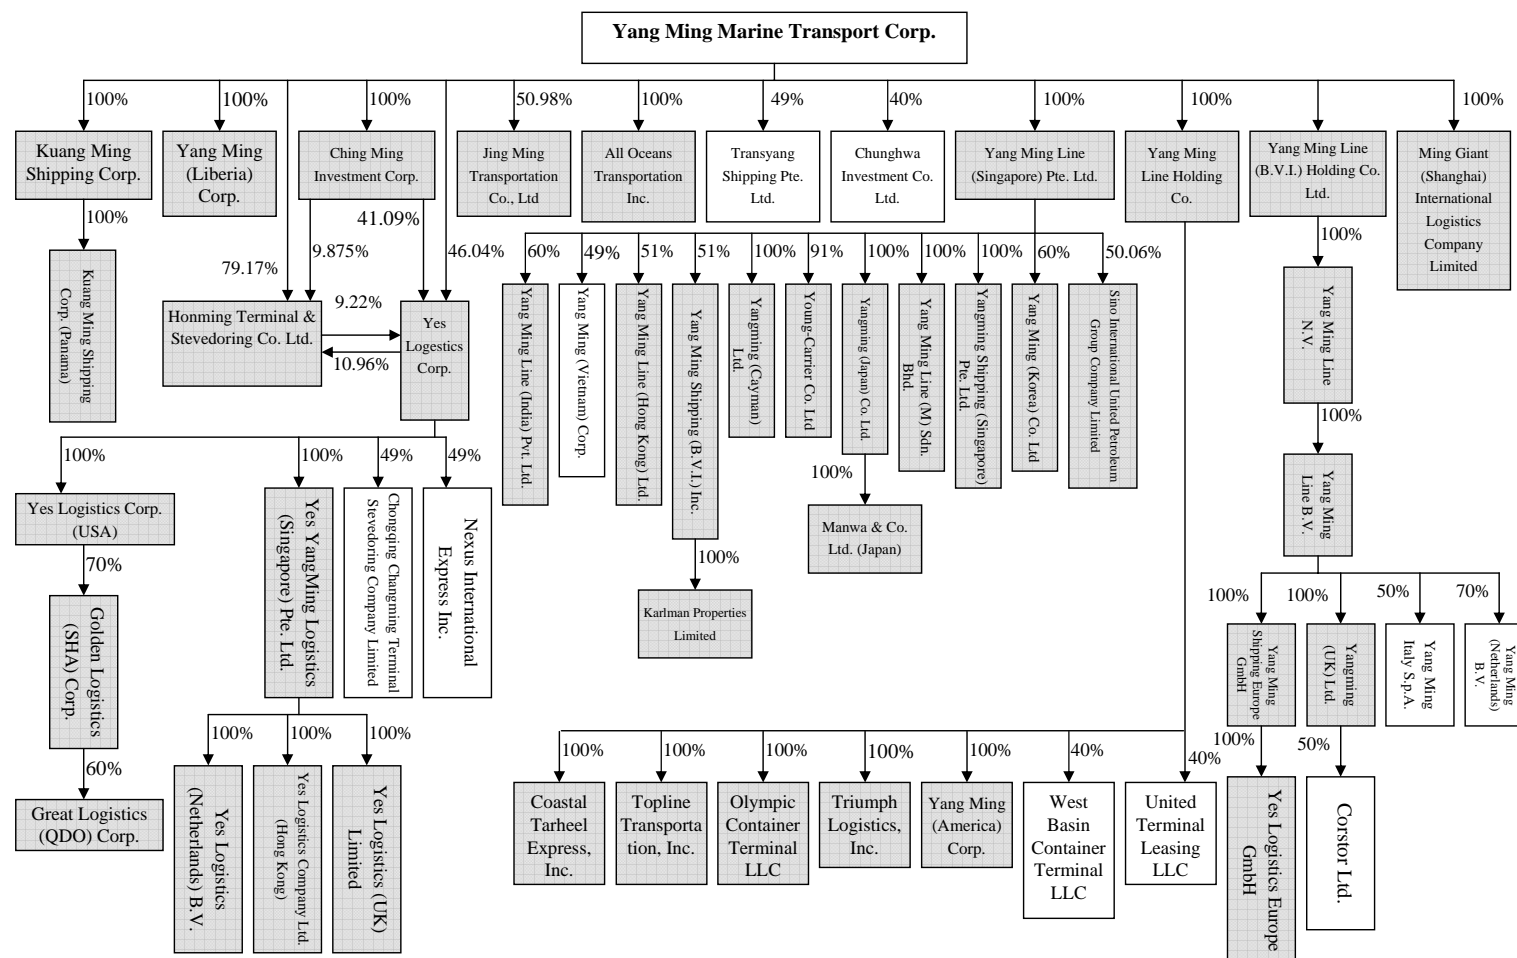 Yang Ming Marine Transport Corp.
100%
100%
100%
50.98%
100%
49%
40%
100%
100%
100%
Kuang Ming
Shipping Corp.
Yang Ming
(Liberia)
Corp.
Ching Ming
Investment Corp.
Jing Ming
Transportation
Co., Ltd
All Oceans
Transportation
Inc.
Transyang
Shipping Pte.
Ltd.
Chunghwa
Investment Co.
Ltd.
Yang Ming Line
(Singapore) Pte. Ltd.
Yang Ming
Line Holding
Co.
Yang Ming Line
(B.V.I.) Holding Co.
Ltd.
Ming Giant
(Shanghai)
International
Logistics
Company
Limited
100%
41.09%
9.875%
79.17%
46.04%
60%
49%
51%
51%
100%
91%
100%
100%
100%
60%
50.06%
100%
Kuang Ming Shipping
Corp. (Panama)
Honming Terminal &
Stevedoring Co. Ltd.
9.22%
10.96%
Yes
Logestics
Corp.
Yang Ming Line (India) Pvt. Ltd.
Yang Ming (Vietnam) Corp.
Yang Ming Line (Hong Kong) Ltd.
Yang Ming Shipping (B.V.I.) Inc.
Yangming (Cayman)
Ltd.
Young-Carrier Co. Ltd
Yangming (Japan) Co. Ltd.
Yang Ming Line (M) Sdn.
Bhd.
Yangming Shipping (Singapore)
Pte. Ltd.
Yang Ming (Korea) Co. Ltd
Sino International United Petroleum
Group Company Limited
Yang Ming Line
N.V.
100%
100%
49%
49%
100%
100%
Yes Logistics Corp.
(USA)
Yes YangMing Logistics
(Singapore) Pte. Ltd.
Chongqing Changming Terminal
Stevedoring Company Limited
Nexus International
Express Inc.
Manwa & Co.
Ltd. (Japan)
Yang Ming
Line B.V.
70%
100%
Golden Logistics
(SHA) Corp.
Karlman Properties
Limited
100%
100%
50%
70%
Yang Ming
Shipping Europe
GmbH
Yangming
(UK) Ltd.
Yang Ming
Italy S.p.A.
Yang Ming
(Netherlands)
B.V.
60%
100%
100%
100%
100%
100%
100%
100%
100%
40%
40%
100%
50%
Great Logistics
(QDO) Corp.
Yes Logistics
(Netherlands) B.V.
Yes Logistics Company Ltd.
(Hong Kong)
Yes Logistics (UK)
Limited
Coastal
Tarheel
Express,
Inc.
Topline
Transporta
tion, Inc.
Olympic
Container
Terminal
LLC
Triumph
Logistics,
Inc.
Yang Ming
(America)
Corp.
West
Basin
Container
Terminal
LLC
United
Terminal
Leasing LLC
Yes Logistics Europe
GmbH
Corstor Ltd.